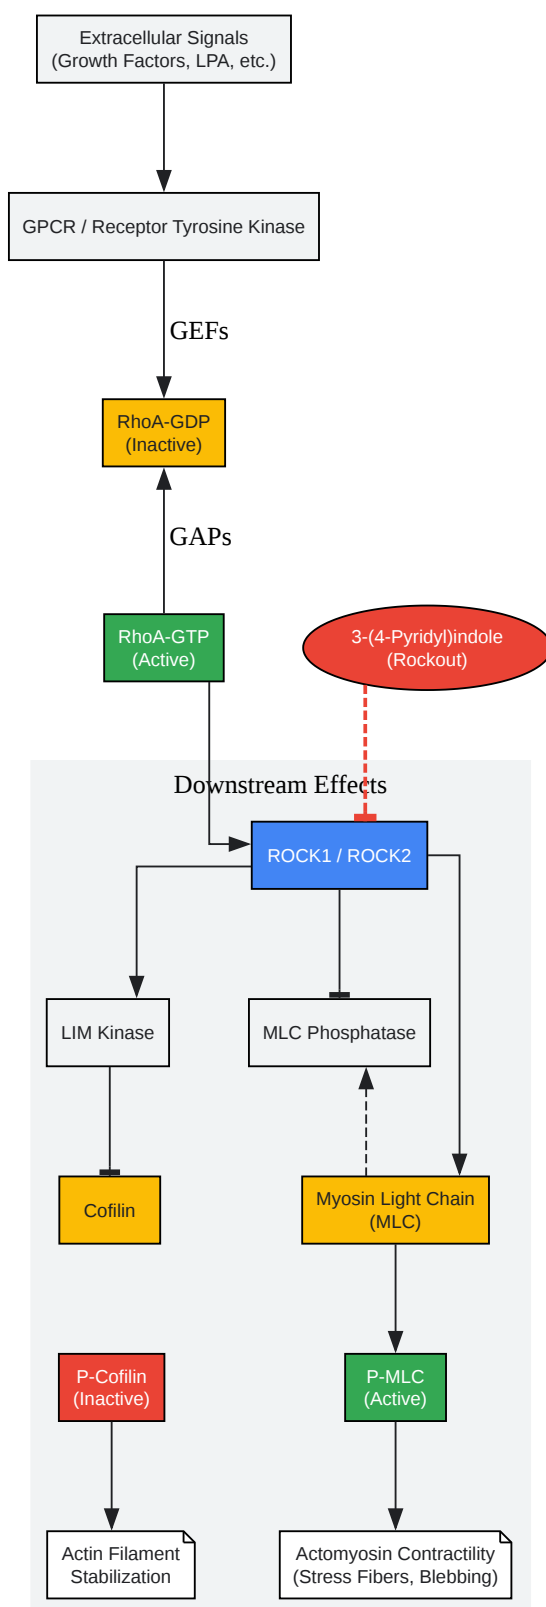 Extracellular Signals
(Growth Factors, LPA, etc.)
GPCR / Receptor Tyrosine Kinase
GEFs
RhoA-GDP
(Inactive)
GAPs
RhoA-GTP
(Active)
3-(4-Pyridyl)indole
(Rockout)
Downstream Effects
ROCK1 / ROCK2
LIM Kinase
MLC Phosphatase
Cofilin
Myosin Light Chain
(MLC)
P-Cofilin
(Inactive)
P-MLC
(Active)
Actin Filament
Stabilization
Actomyosin Contractility
(Stress Fibers, Blebbing)